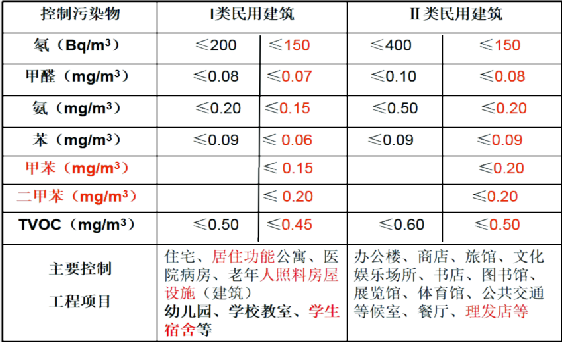 控制污染物 I类民用建筑 II类民用建筑
氨（Bq/m³） ≤200 ≤150 ≤400 ≤150
甲醛（mg/m³） ≤0.08 ≤0.07 ≤0.10 ≤0.08
氨（mg/m³） ≤0.20 ≤0.15 ≤0.50 ≤0.20
苯（mg/m³） ≤0.09 ≤0.06 ≤0.09 ≤0.09
甲苯（mg/m³） ≤0.15 ≤0.20
二甲苯（mg/m³） ≤0.20 ≤0.20
TVOC（mg/m³） ≤0.50 ≤0.45 ≤0.60 ≤0.50
主要控制
工程项目
住宅、居住功能公寓、医
院病房、老年人照料房屋
设施（建筑）
幼儿园、学校教室、学生
宿舍等
办公楼、商店、旅馆、文化
娱乐场所、书店、图书馆、
展览馆、体育馆、公共交通
等候室、餐厅、理发店等